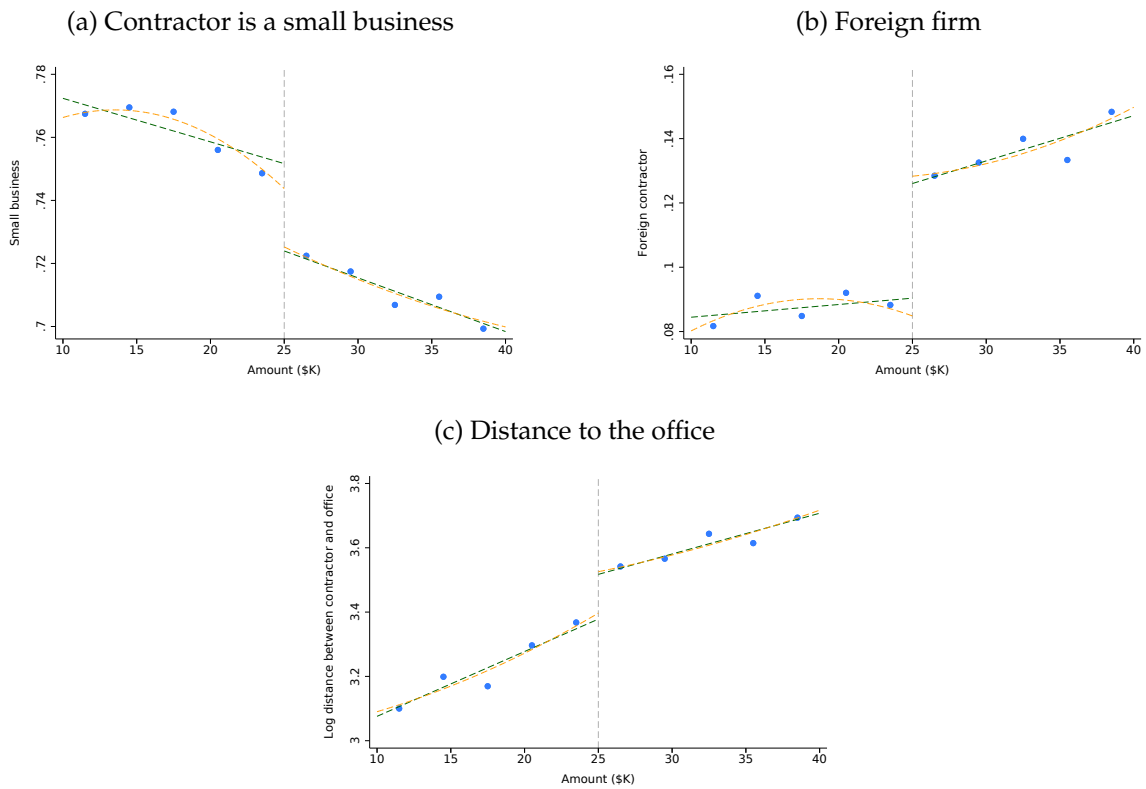 (a) Contractor is a small business
.78
.76
.74
.72
.7
Small business
10 15 20 25 30 35 40
Amount ($K)
(b) Foreign firm
.16
.14
.12
.1
.08
Foreign contractor
10 15 20 25 30 35 40
Amount ($K)
(c) Distance to the office
3.8
3.6
3.4
3.2
3
Log distance between contractor and office
10 15 20 25 30 35 40
Amount ($K)